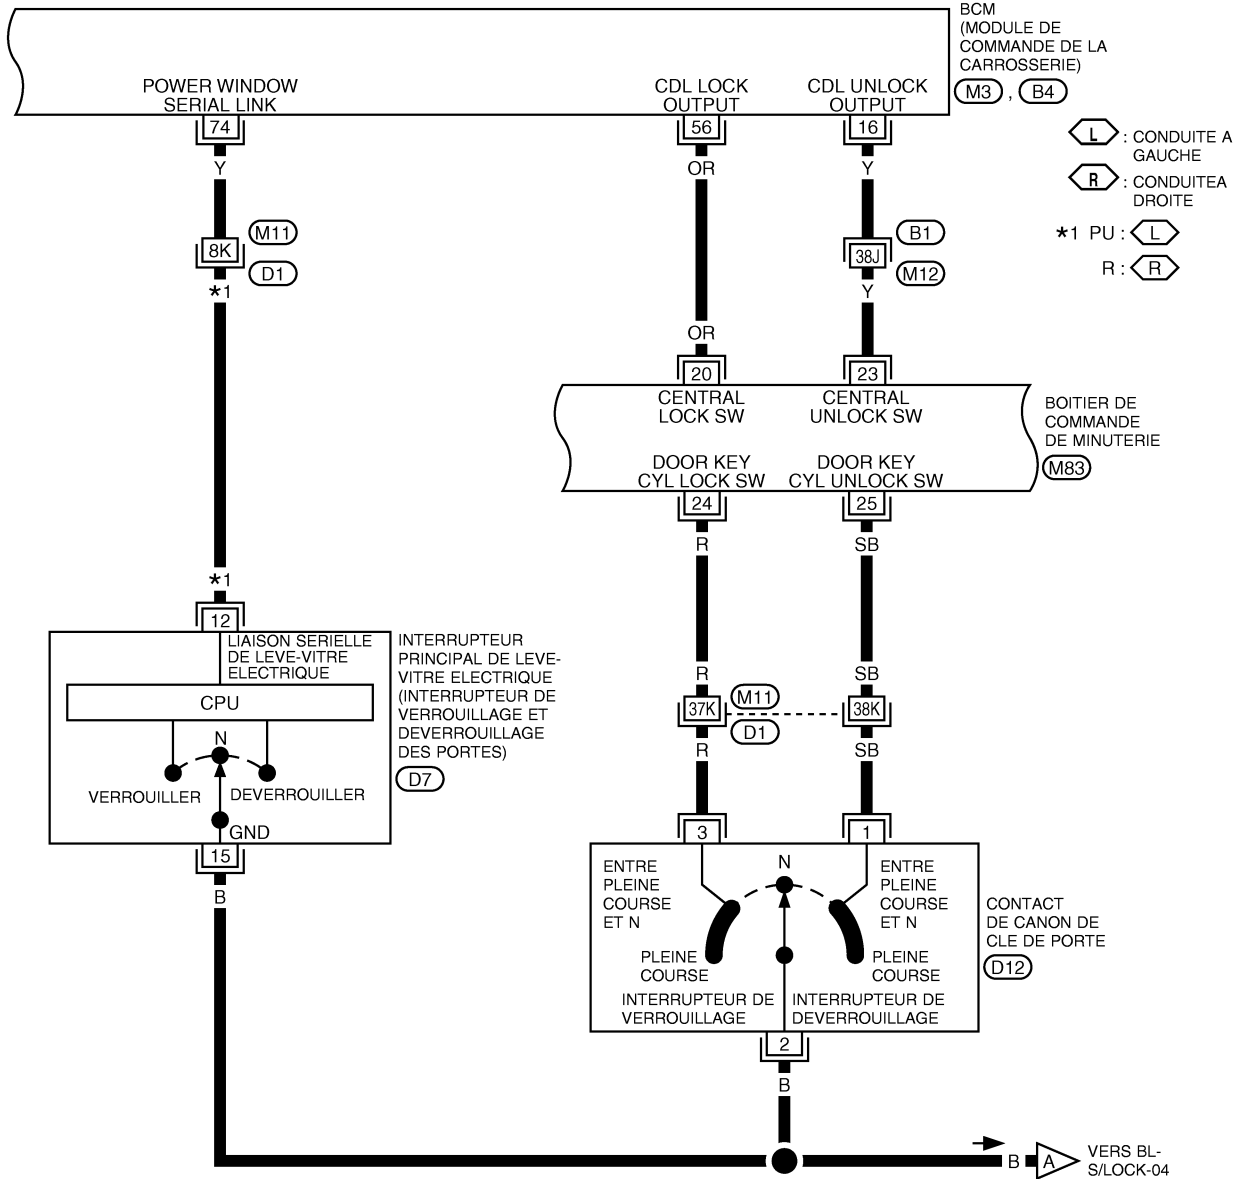 BCM
(MODULE DE
COMMANDE DE LA
CARROSSERIE)
M3 , B4
POWER WINDOW
SERIAL LINK
CDL LOCK
OUTPUT
CDL UNLOCK
OUTPUT
74
56
16
L : CONDUITE A
GAUCHE
R : CONDUITEA
DROITE
*1 PU : L
R : R
Y
OR
Y
M11
8K
D1
*1
B1
38J
M12
Y
OR
20
23
CENTRAL
LOCK SW
CENTRAL
UNLOCK SW
DOOR KEY
CYL LOCK SW
DOOR KEY
CYL UNLOCK SW
BOITIER DE
COMMANDE
DE MINUTERIE
M83
24
25
R
SB
*1
12
LIAISON SERIELLE
DE LEVE-VITRE
ELECTRIQUE
CPU
N
VERROUILLER
DEVERROUILLER
GND
15
B
INTERRUPTEUR
PRINCIPAL DE LEVE-
VITRE ELECTRIQUE
(INTERRUPTEUR DE
VERROUILLAGE ET
DEVERROUILLAGE
DES PORTES)
D7
R
SB
37K
M11
D1
38K
R
SB
3
1
ENTRE
PLEINE
COURSE
ET N
N
ENTRE
PLEINE
COURSE
ET N
PLEINE
COURSE
PLEINE
COURSE
INTERRUPTEUR DE
VERROUILLAGE
INTERRUPTEUR DE
DEVERROUILLAGE
CONTACT
DE CANON DE
CLE DE PORTE
D12
2
B
B
A
VERS BL-
S/LOCK-04